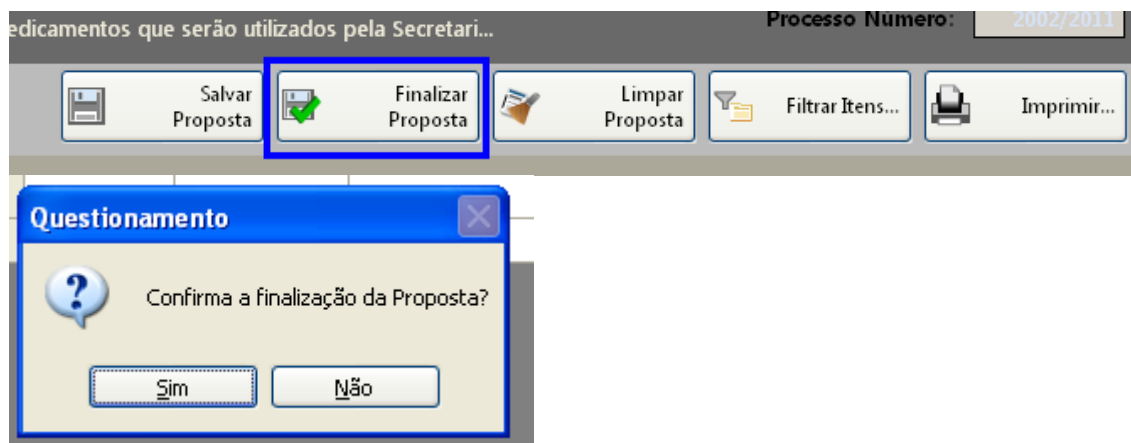 edicamentos que serão utilizados pela Secretari...
Processo Número: 2002/2011
Salvar
Proposta
Finalizar
Proposta
Limpar
Proposta
Filtrar Itens...
Imprimir...
Questionamento
Confirma a finalização da Proposta?
Sim
Não